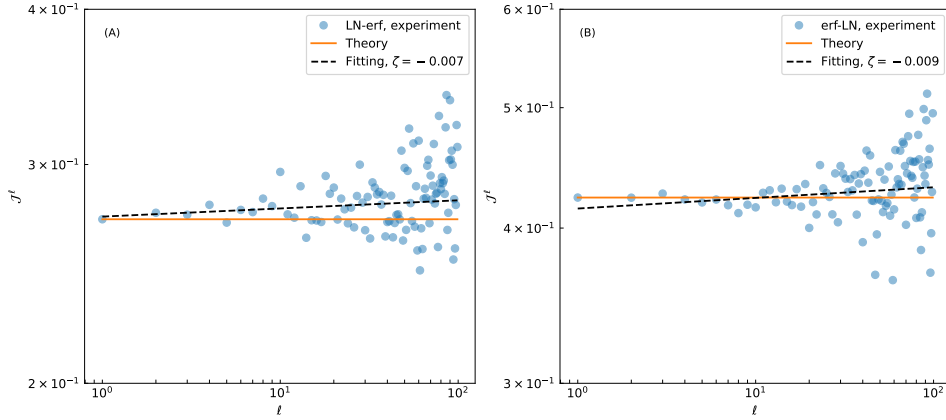 4 × 10⁻¹
(A)
LN-erf, experiment
Theory
Fitting, ζ = −0.007
3 × 10⁻¹
𝒥^ℓ
2 × 10⁻¹
10⁰
10¹
10²
ℓ
6 × 10⁻¹
(B)
erf-LN, experiment
Theory
Fitting, ζ = −0.009
5 × 10⁻¹
4 × 10⁻¹
𝒥^ℓ
3 × 10⁻¹
10⁰
10¹
10²
ℓ